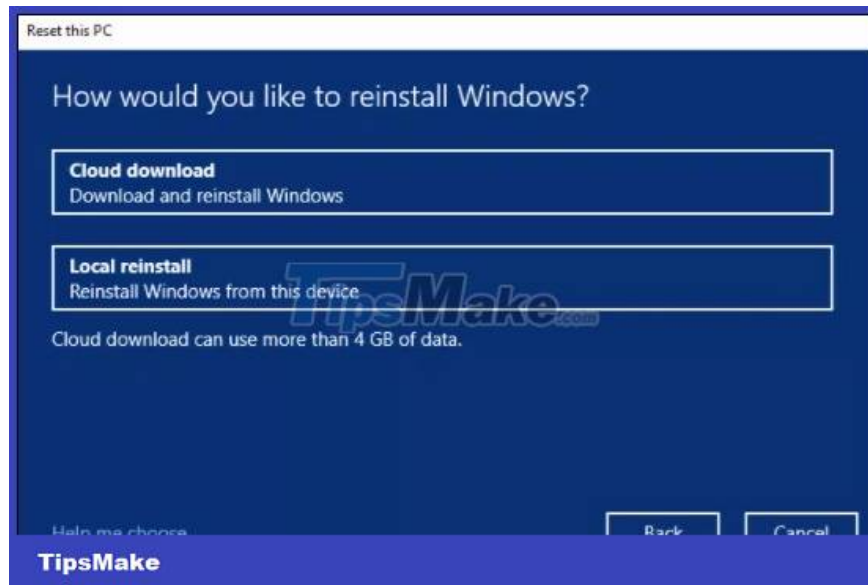 Reset this PC
How would you like to reinstall Windows?
Cloud download
Download and reinstall Windows
Local reinstall
Reinstall Windows from this device
TipsMake.com
Cloud download can use more than 4 GB of data.
Help me choose
Back
Cancel
TipsMake